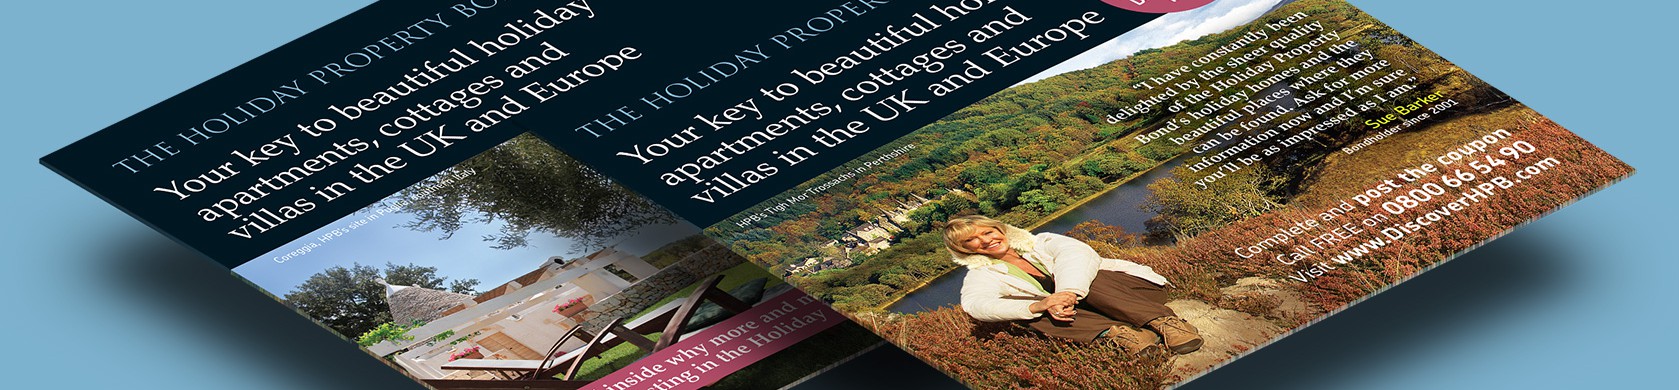 THE HOLIDAY PROPERTY
Your key to beautiful holiday
apartments, cottages and
villas in the UK and Europe
Coreggia, HPB's site in
Italy
inside why more and
in the Holiday
THE HOLIDAY
Your key to beautiful
apartments, cottages and
villas in the UK and Europe
HPB's Tigh Mor Trossachs in Perthshire
"I have constantly been
delighted by the sheer quality
of the Holiday Property
Bond's holiday homes and the
beautiful places where they
can be found. Ask for more
information now and I'm sure
you'll be as impressed as I am."
Sue Barker
Bondholder since 2001
Complete and post the coupon
Call FREE on 0800 66 54 90
Visit www.DiscoverHPB.com